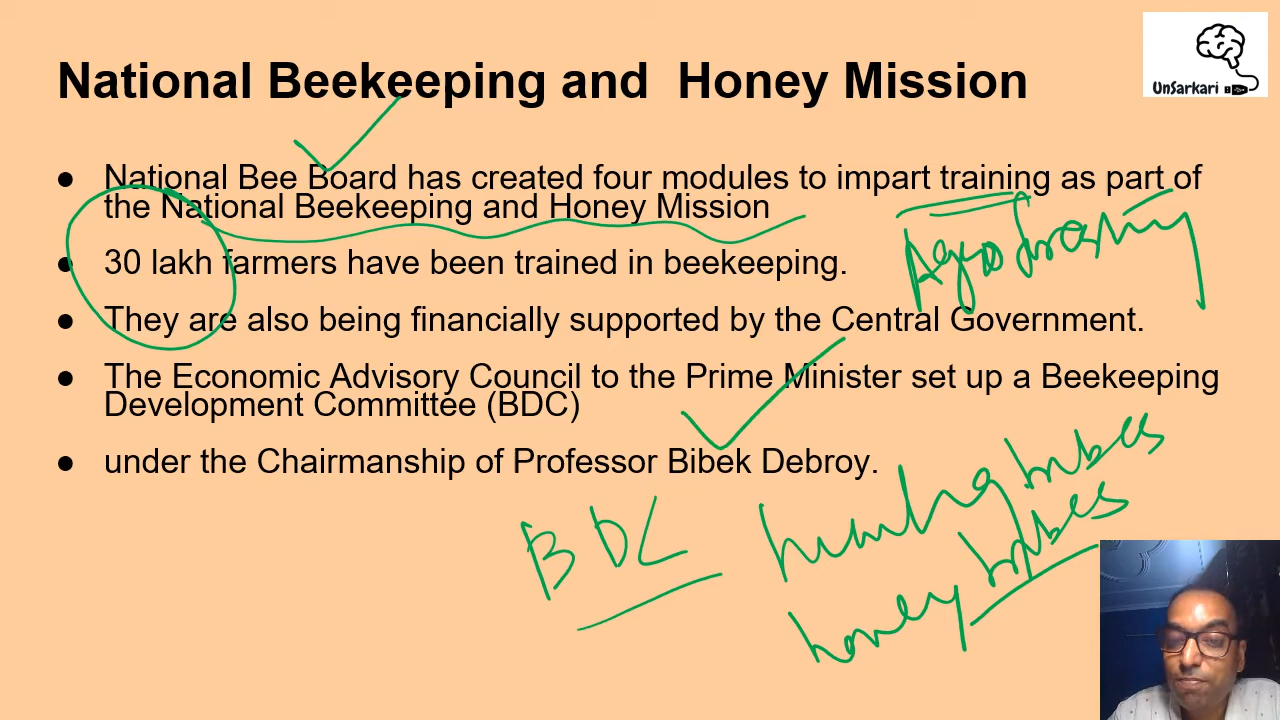 UnSarkari
National Beekeeping and Honey Mission
● National Bee Board has created four modules to impart training as part of
the National Beekeeping and Honey Mission
● 30 lakh farmers have been trained in beekeeping.
● They are also being financially supported by the Central Government.
● The Economic Advisory Council to the Prime Minister set up a Beekeeping
Development Committee (BDC)
● under the Chairmanship of Professor Bibek Debroy.
BDC
hunting tribes
honey tribes